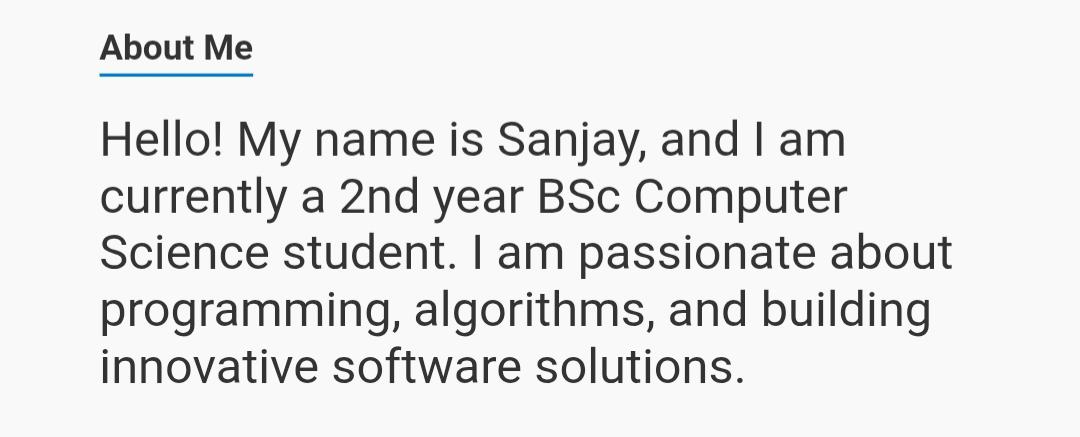 About Me
Hello! My name is Sanjay, and I am
currently a 2nd year BSc Computer
Science student. I am passionate about
programming, algorithms, and building
innovative software solutions.